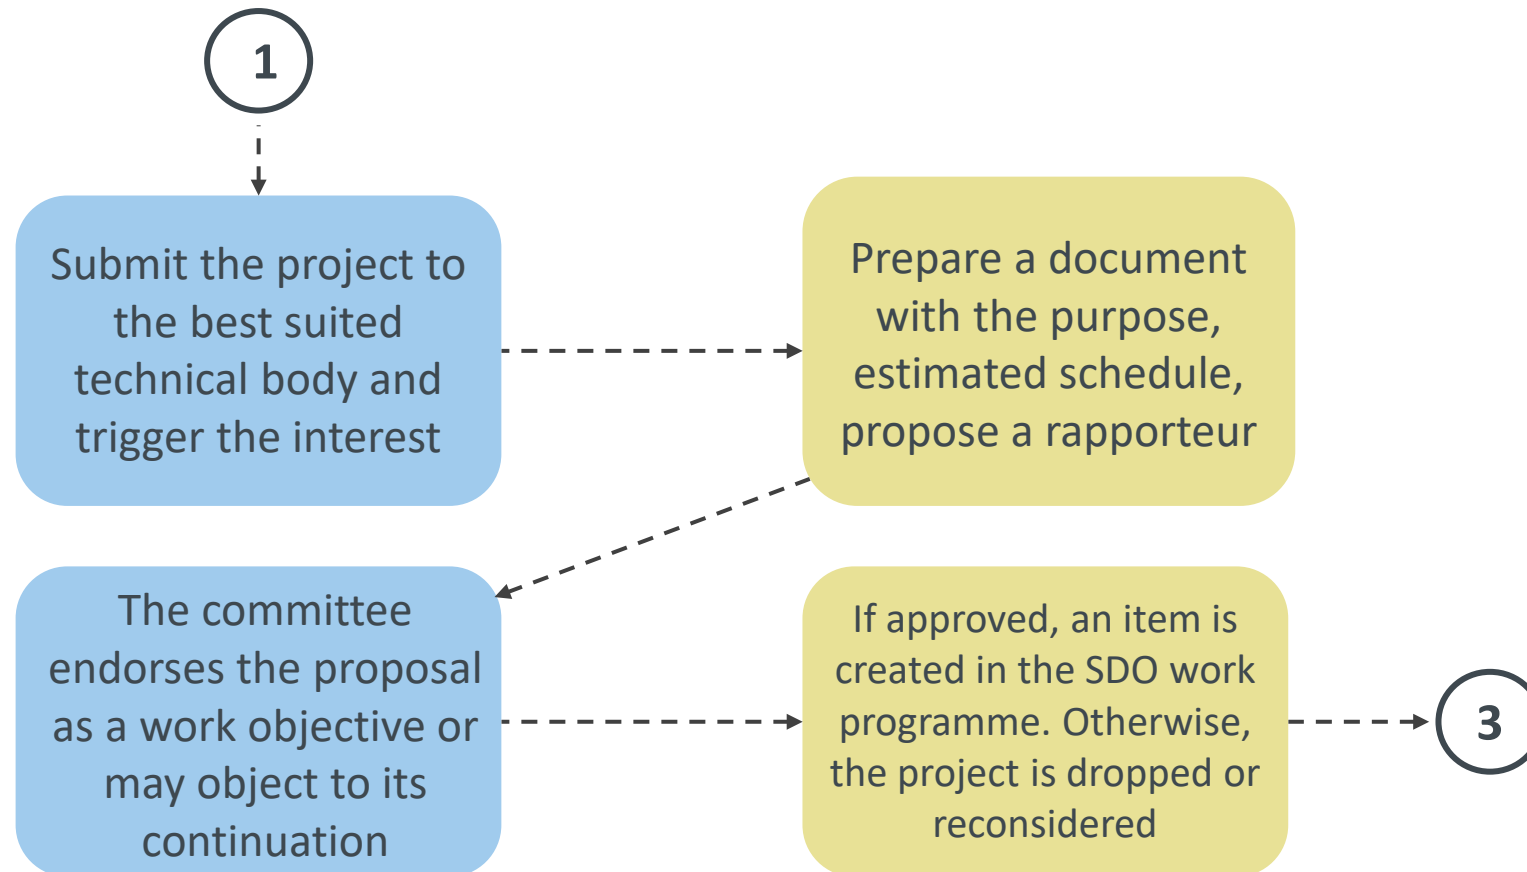 1
Submit the project to
the best suited
technical body and
trigger the interest
Prepare a document
with the purpose,
estimated schedule,
propose a rapporteur
The committee
endorses the proposal
as a work objective or
may object to its
continuation
If approved, an item is
created in the SDO work
programme. Otherwise,
the project is dropped or
reconsidered
3